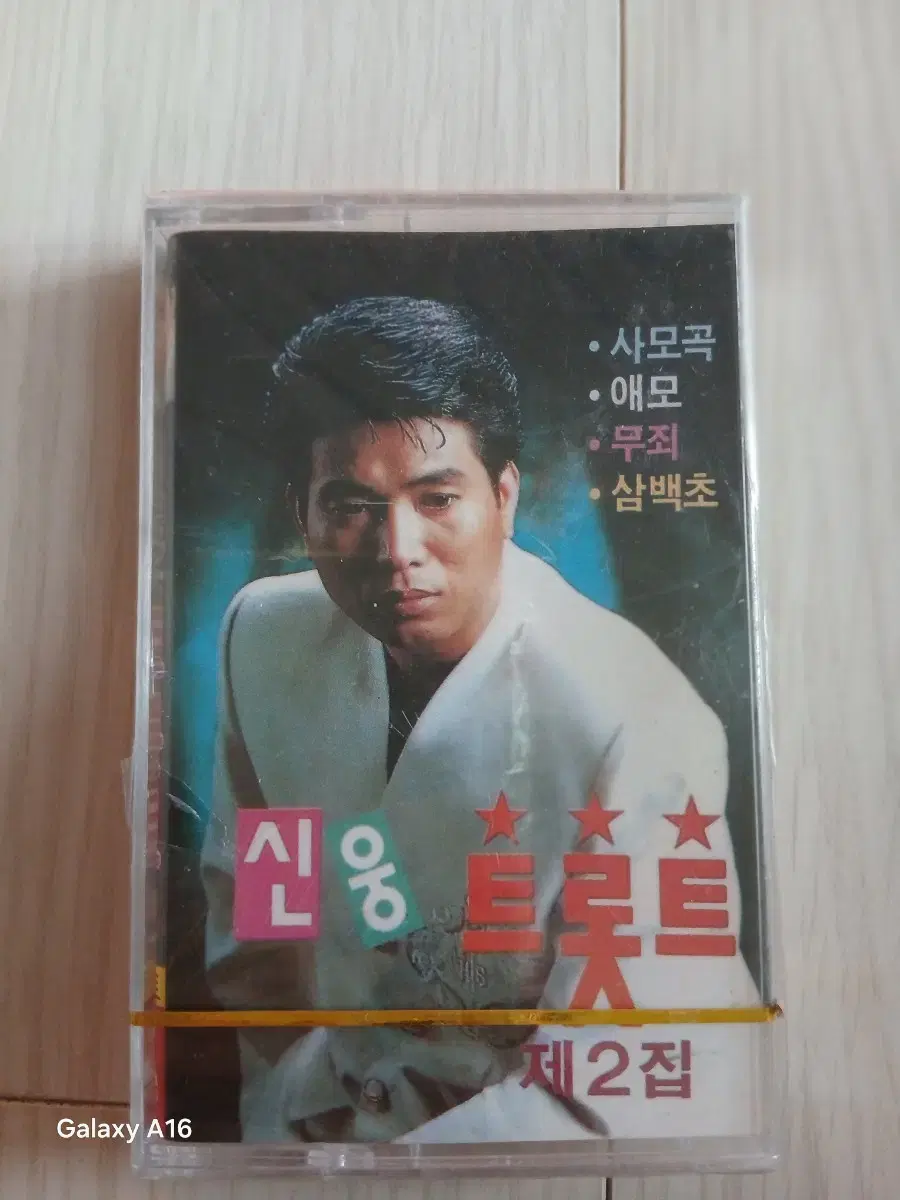 • 사모곡
• 애모
• 무죄
• 삼백초
신웅 트롯트
제2집
Galaxy A16